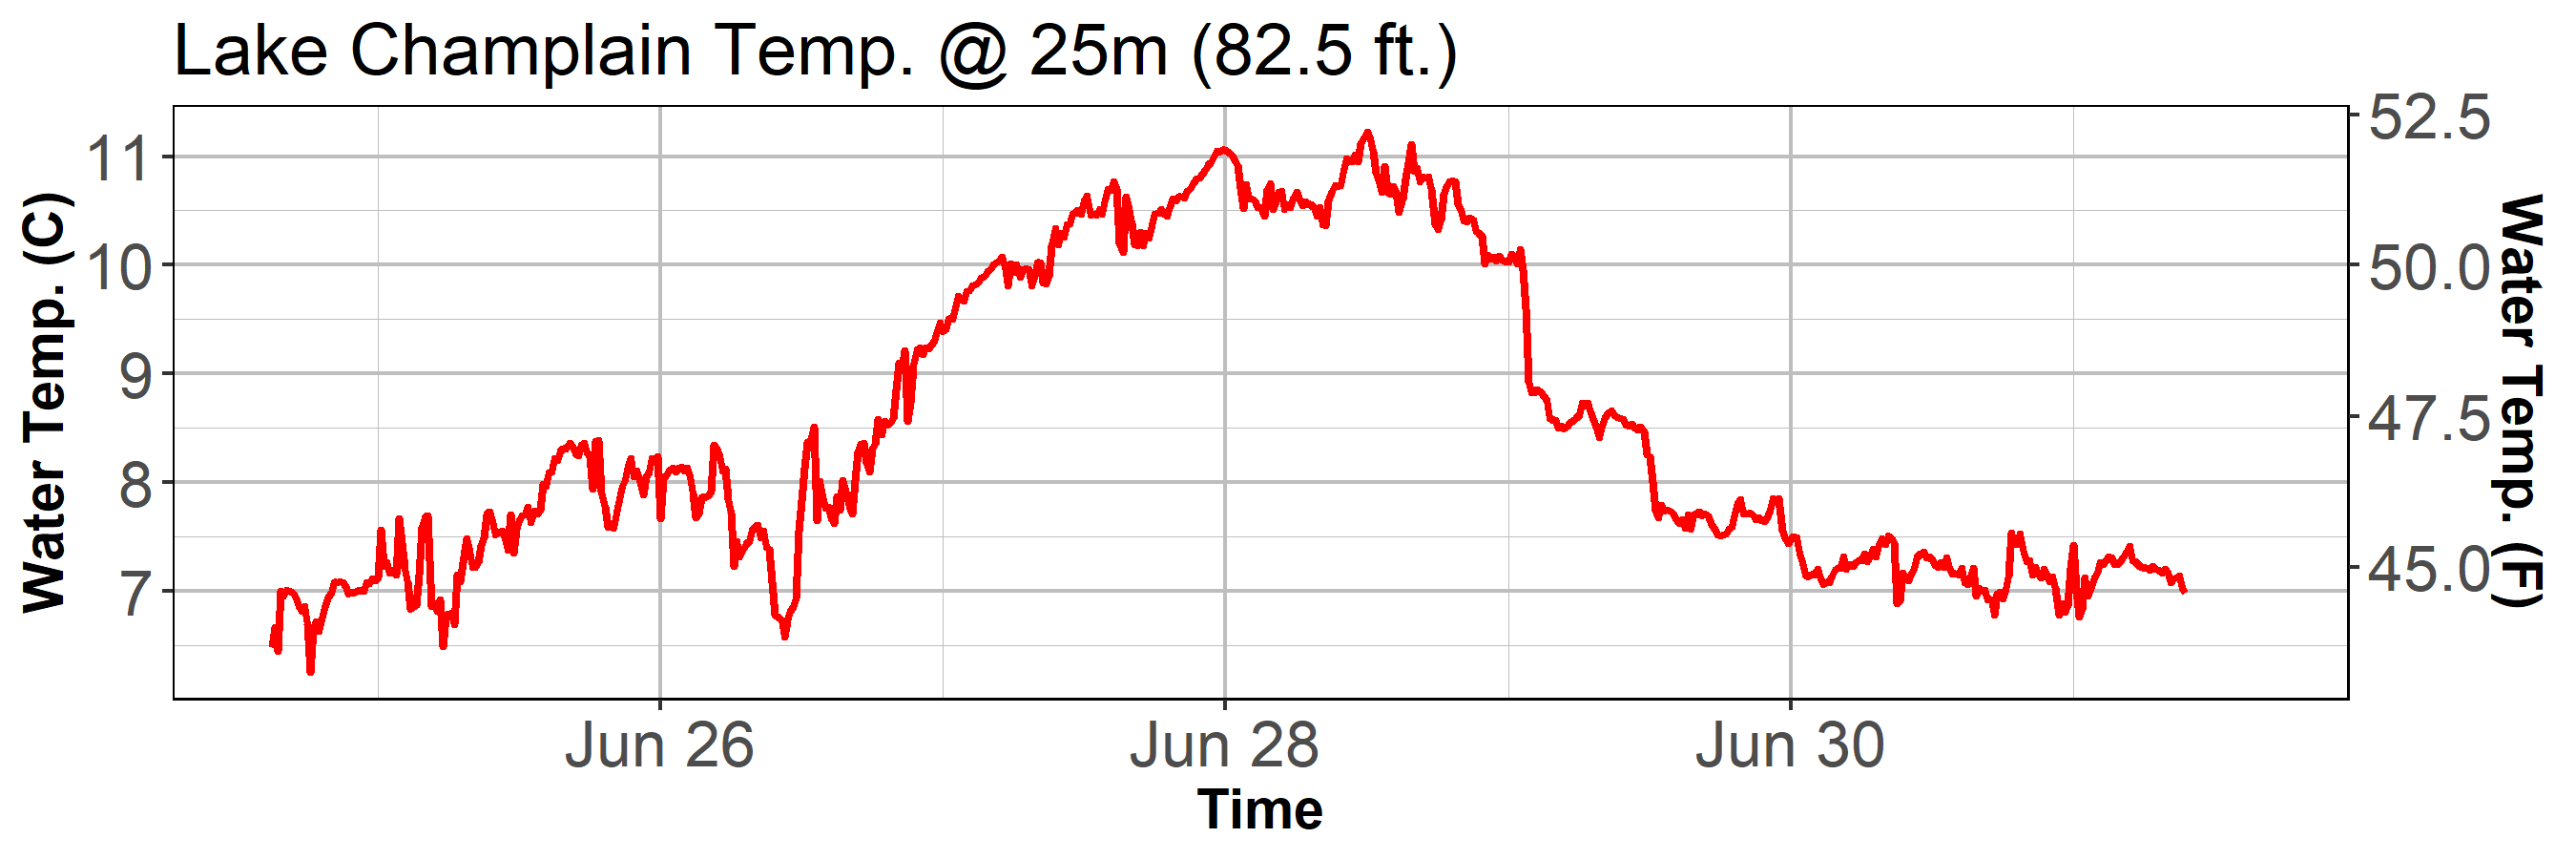 Lake Champlain Temp. @ 25m (82.5 ft.)
Water Temp. (C)
11
10
9
8
7
52.5
50.0
47.5
45.0
Water Temp. (F)
Jun 26
Jun 28
Jun 30
Time